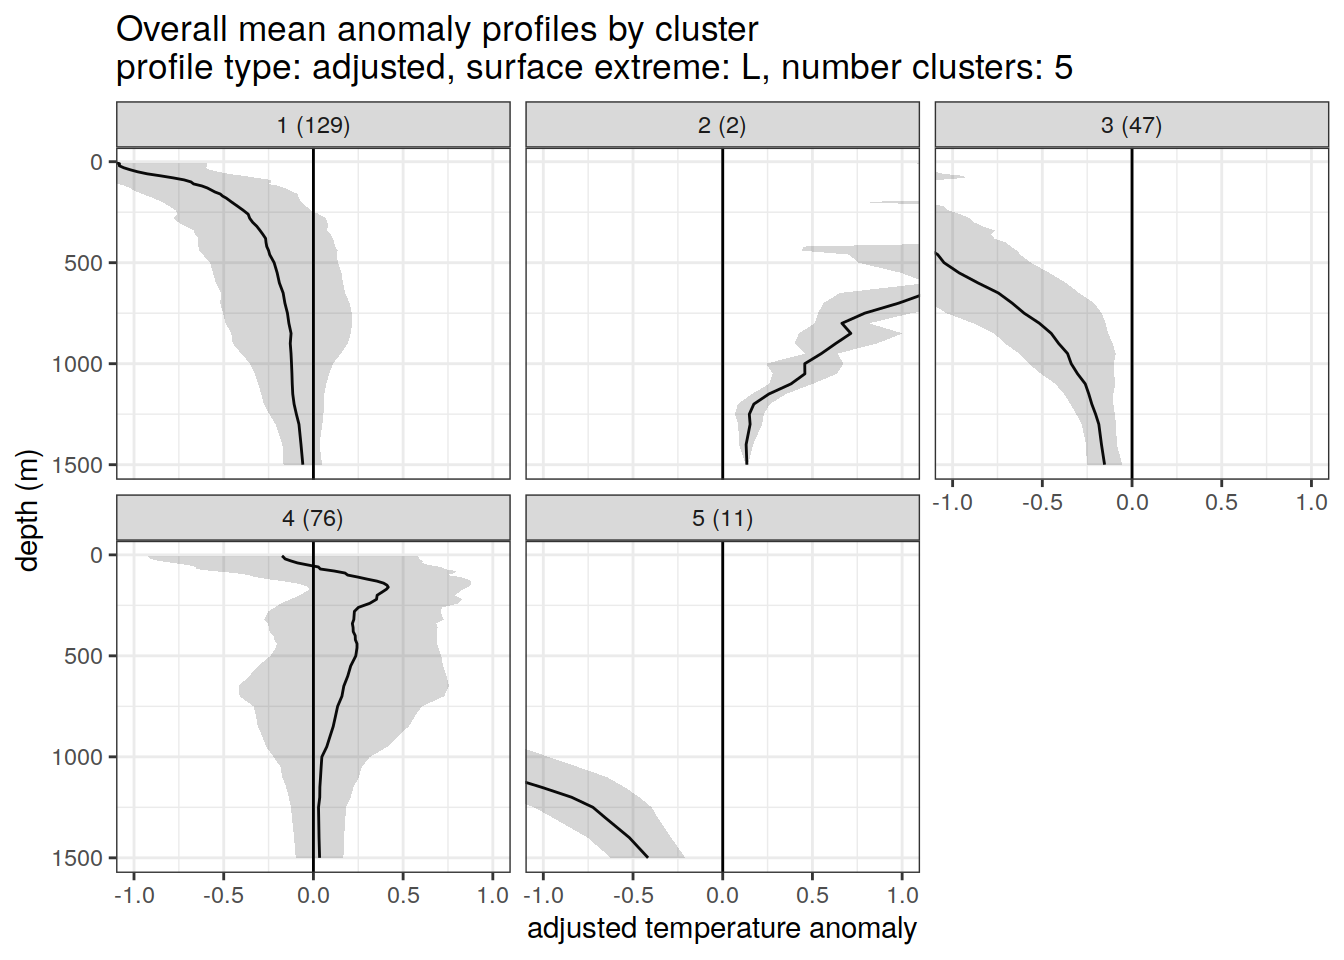 Overall mean anomaly profiles by cluster
profile type: adjusted, surface extreme: L, number clusters: 5
1 (129)
2 (2)
3 (47)
0
500
1000
1500
-1.0 -0.5 0.0 0.5 1.0
4 (76)
5 (11)
0
500
1000
1500
-1.0 -0.5 0.0 0.5 1.0
-1.0 -0.5 0.0 0.5 1.0
depth (m)
adjusted temperature anomaly